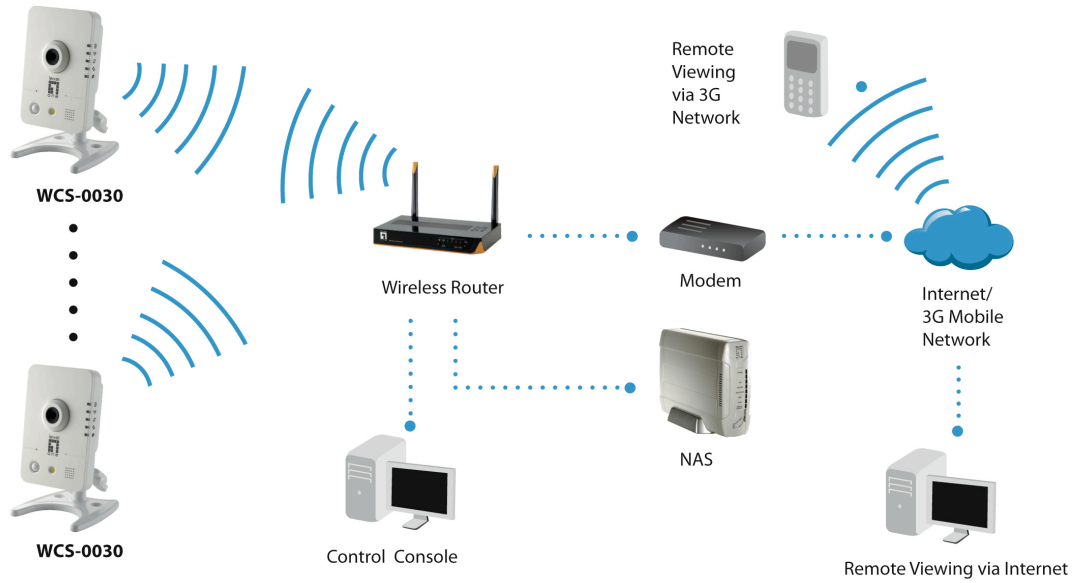 Remote
Viewing
via 3G
Network
WCS-0030
Wireless Router
Modem
Internet/
3G Mobile
Network
NAS
WCS-0030
Control Console
Remote Viewing via Internet